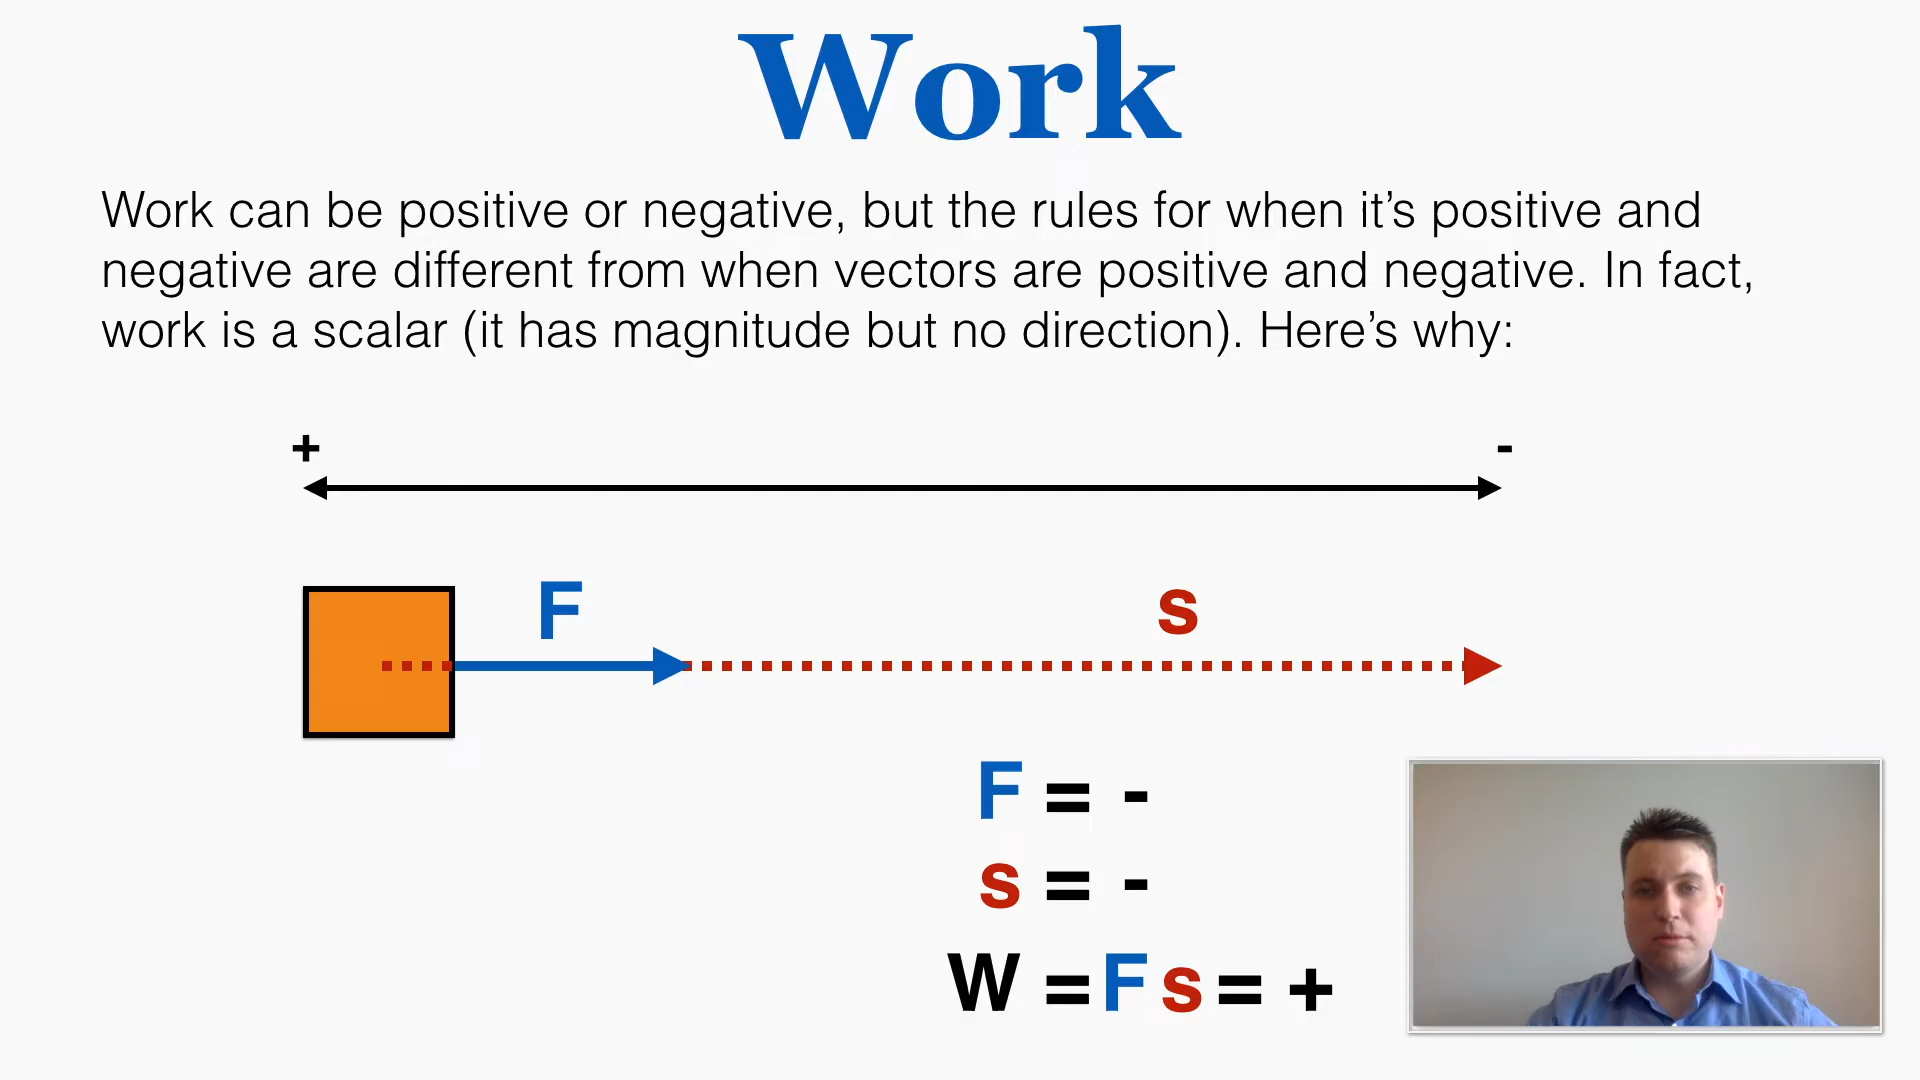 Work
Work can be positive or negative, but the rules for when it’s positive and
negative are different from when vectors are positive and negative. In fact,
work is a scalar (it has magnitude but no direction). Here’s why:
+ -
F s
F = -
s = -
W = F s = +